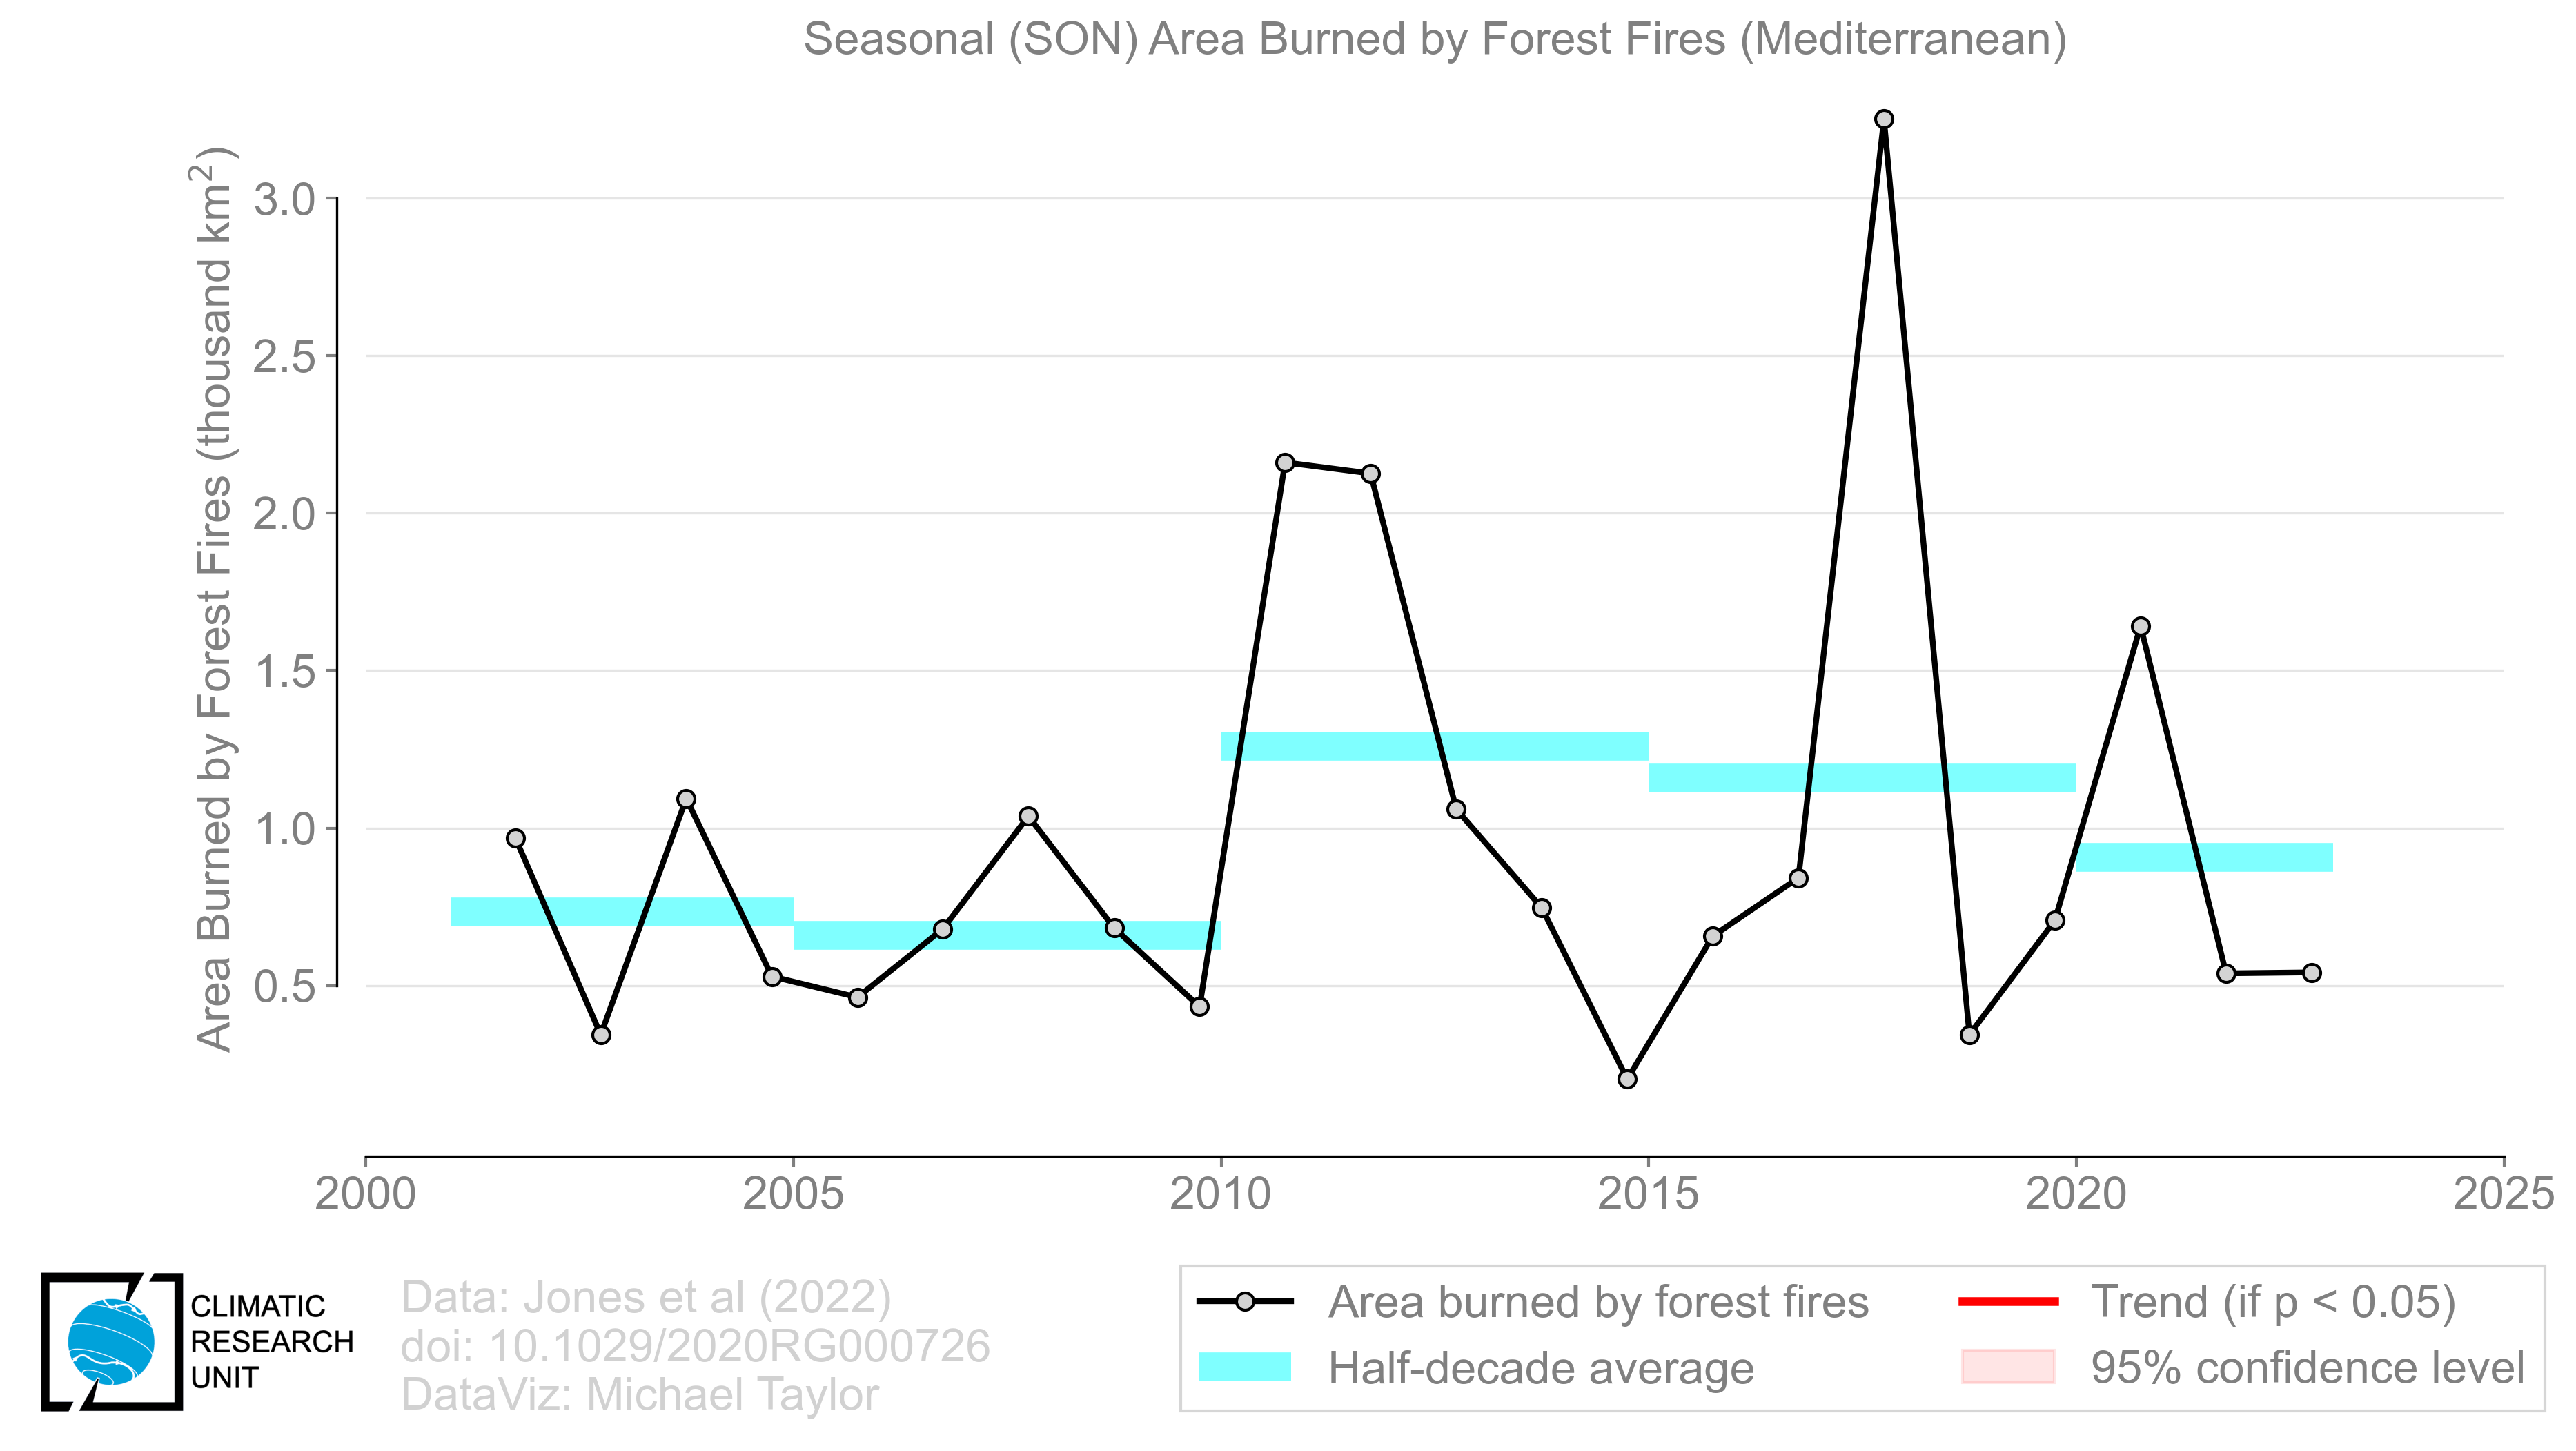 Seasonal (SON) Area Burned by Forest Fires (Mediterranean)
Area Burned by Forest Fires (thousand km²)
3.0
2.5
2.0
1.5
1.0
0.5
2000 2005 2010 2015 2020 2025
CLIMATIC
RESEARCH
UNIT
Data: Jones et al (2022)
doi: 10.1029/2020RG000726
DataViz: Michael Taylor
Area burned by forest fires
Half-decade average
Trend (if p < 0.05)
95% confidence level